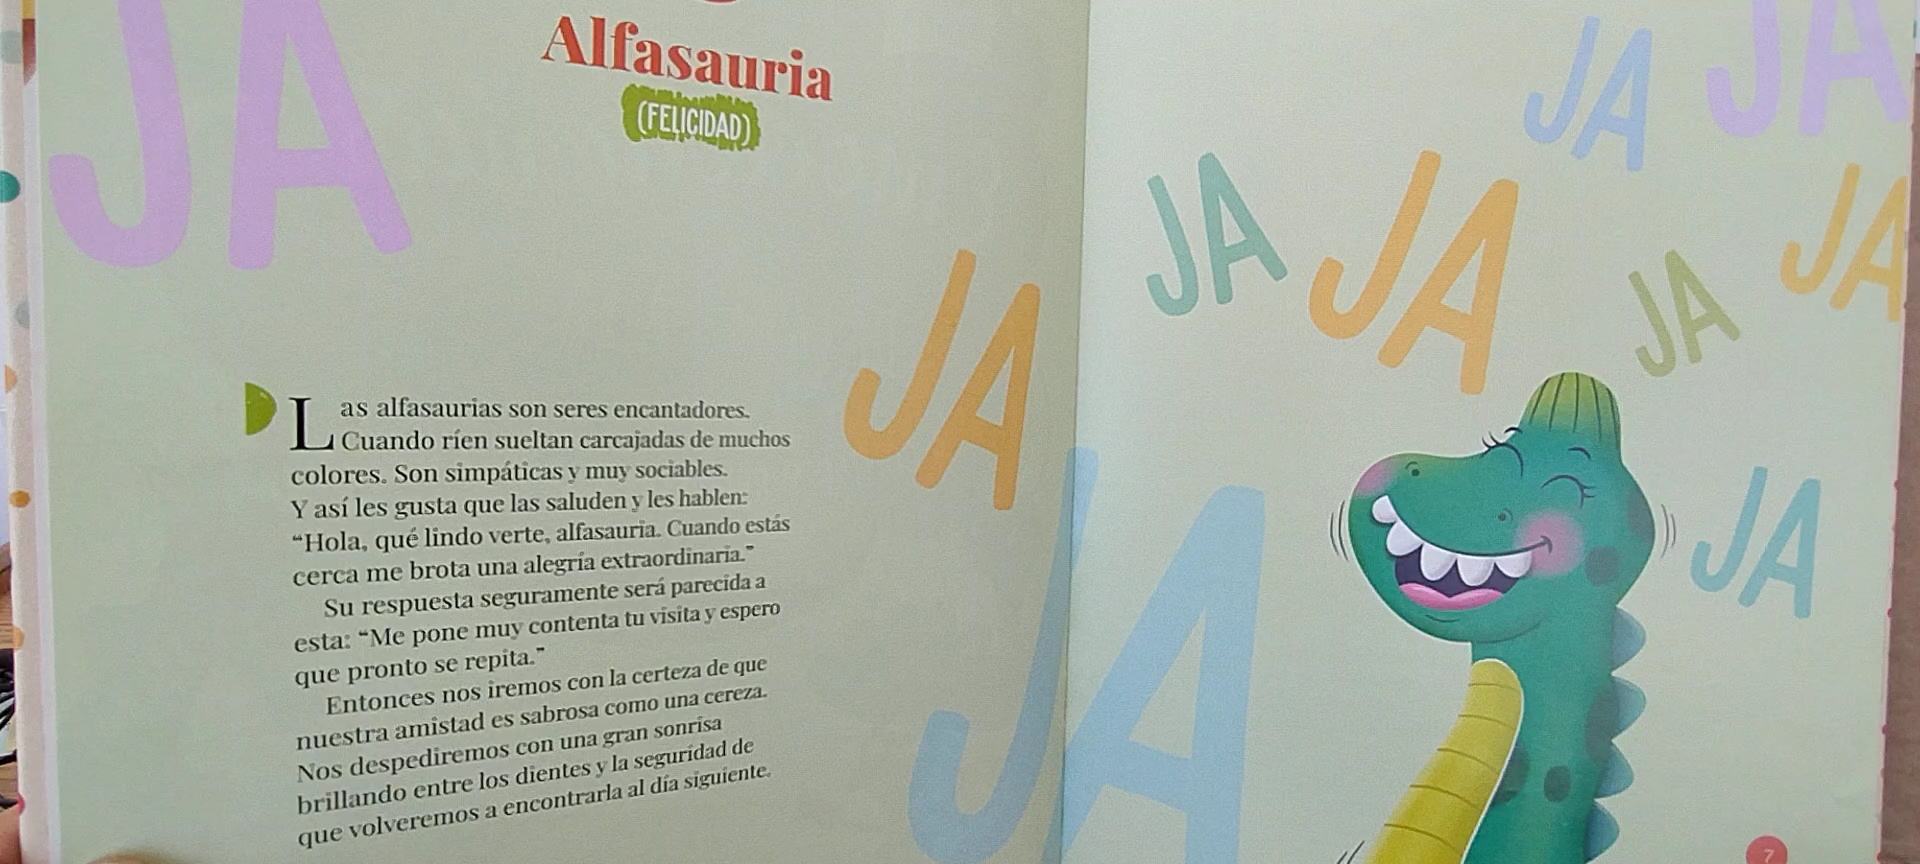 JA
Alfasauria
(FELICIDAD)
Las alfasaurias son seres encantadores.
Cuando ríen sueltan carcajadas de muchos
colores. Son simpáticas y muy sociables.
Y así les gusta que las saluden y les hablen:
“Hola, qué lindo verte, alfasauria. Cuando estás
cerca me brota una alegría extraordinaria.”
Su respuesta seguramente será parecida a
esta: “Me pone muy contenta tu visita y espero
que pronto se repita.”
Entonces nos iremos con la certeza de que
nuestra amistad es sabrosa como una cereza.
Nos despediremos con una gran sonrisa
brillando entre los dientes y la seguridad de
que volveremos a encontrarla al día siguiente.
JA
JA
JA
JA
JA
JA
JA
JA
JA
7